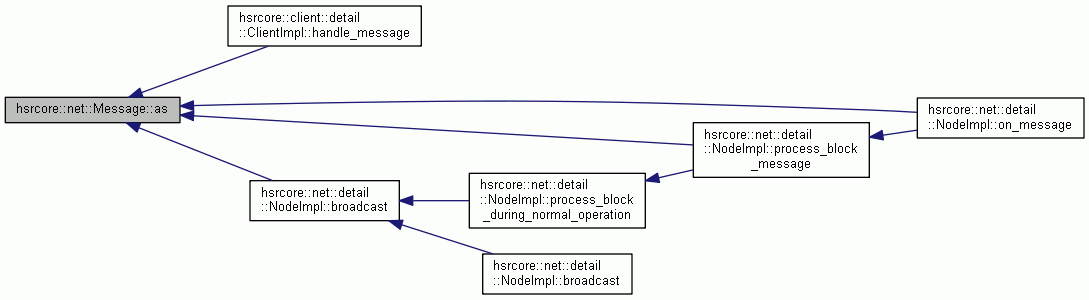 hsrcore::client::detail
::ClientImpl::handle_message
hsrcore::net::Message::as
hsrcore::net::detail
::NodeImpl::on_message
hsrcore::net::detail
::NodeImpl::process_block
_message
hsrcore::net::detail
::NodeImpl::broadcast
hsrcore::net::detail
::NodeImpl::process_block
_during_normal_operation
hsrcore::net::detail
::NodeImpl::broadcast